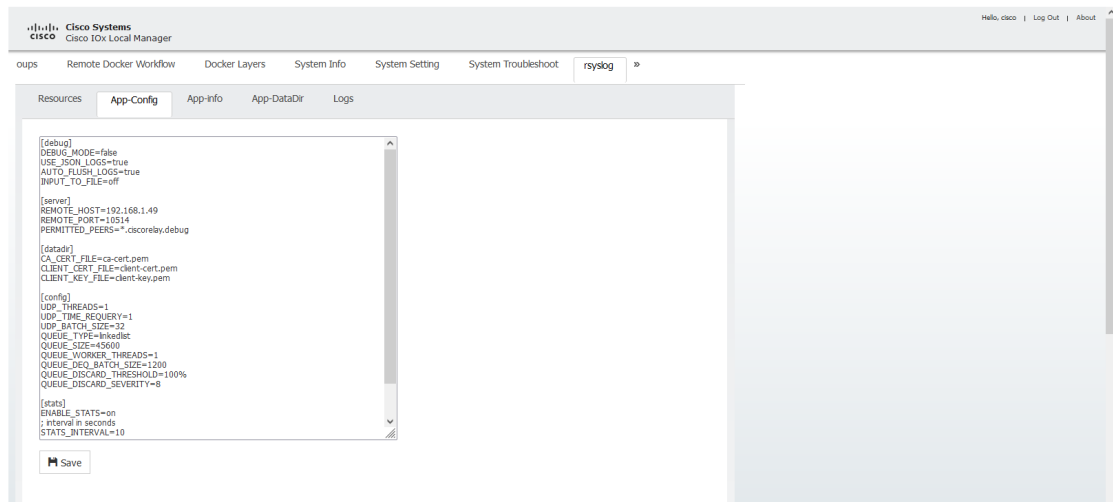 Hello, cisco | Log Out | About
cisco
Cisco Systems
Cisco IOx Local Manager
oups Remote Docker Workflow Docker Layers System Info System Setting System Troubleshoot rsyslog »
Resources App-Config App-info App-DataDir Logs
[debug]
DEBUG_MODE=false
USE_JSON_LOGS=true
AUTO_FLUSH_LOGS=true
INPUT_TO_FILE=off
[server]
REMOTE_HOST=192.168.1.49
REMOTE_PORT=10514
PERMITTED_PEERS=*.ciscorelay.debug
[datadir]
CA_CERT_FILE=ca-cert.pem
CLIENT_CERT_FILE=client-cert.pem
CLIENT_KEY_FILE=client-key.pem
[config]
UDP_THREADS=1
UDP_TIME_REQUERY=1
UDP_BATCH_SIZE=32
QUEUE_TYPE=linkedlist
QUEUE_SIZE=45600
QUEUE_WORKER_THREADS=1
QUEUE_DEQ_BATCH_SIZE=1200
QUEUE_DISCARD_THRESHOLD=100%
QUEUE_DISCARD_SEVERITY=8
[stats]
ENABLE_STATS=on
; interval in seconds
STATS_INTERVAL=10
Save